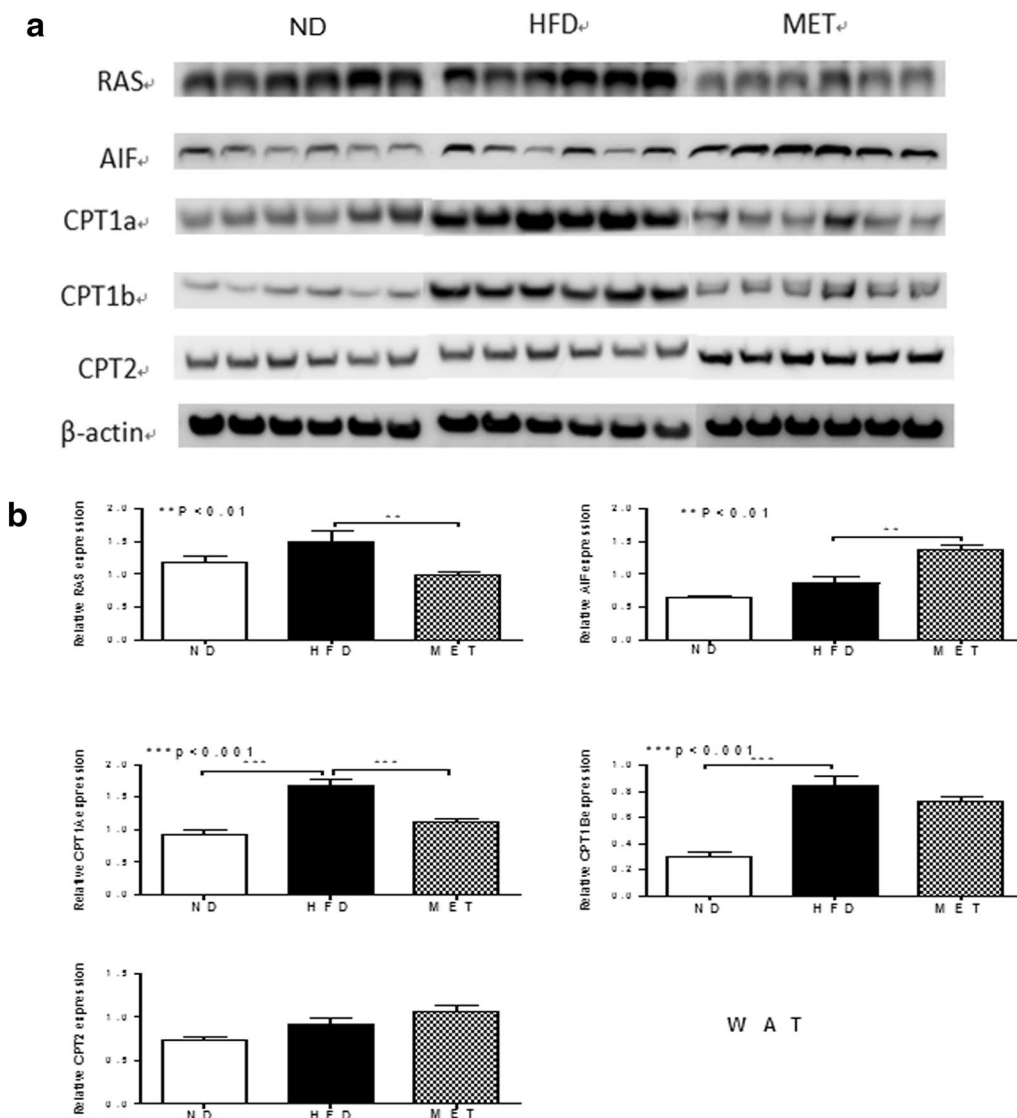 a
ND HFD↵ MET↵
RAS↵
AIF↵
CPT1a↵
CPT1b↵
CPT2↵
β-actin↵
b
Relative RAS expression
2.0
1.5
1.0
0.5
0.0
**P<0.01
**
ND HFD MET
Relative AIF expression
2.0
1.5
1.0
0.5
0.0
**P<0.01
**
ND HFD MET
Relative CPT1A expression
2.0
1.5
1.0
0.5
0.0
***p<0.001
*** ***
ND HFD MET
Relative CPT1B expression
1.0
0.8
0.6
0.4
0.2
0.0
***p<0.001
***
ND HFD MET
Relative CPT2 expression
1.5
1.0
0.5
0.0
ND HFD MET
WAT